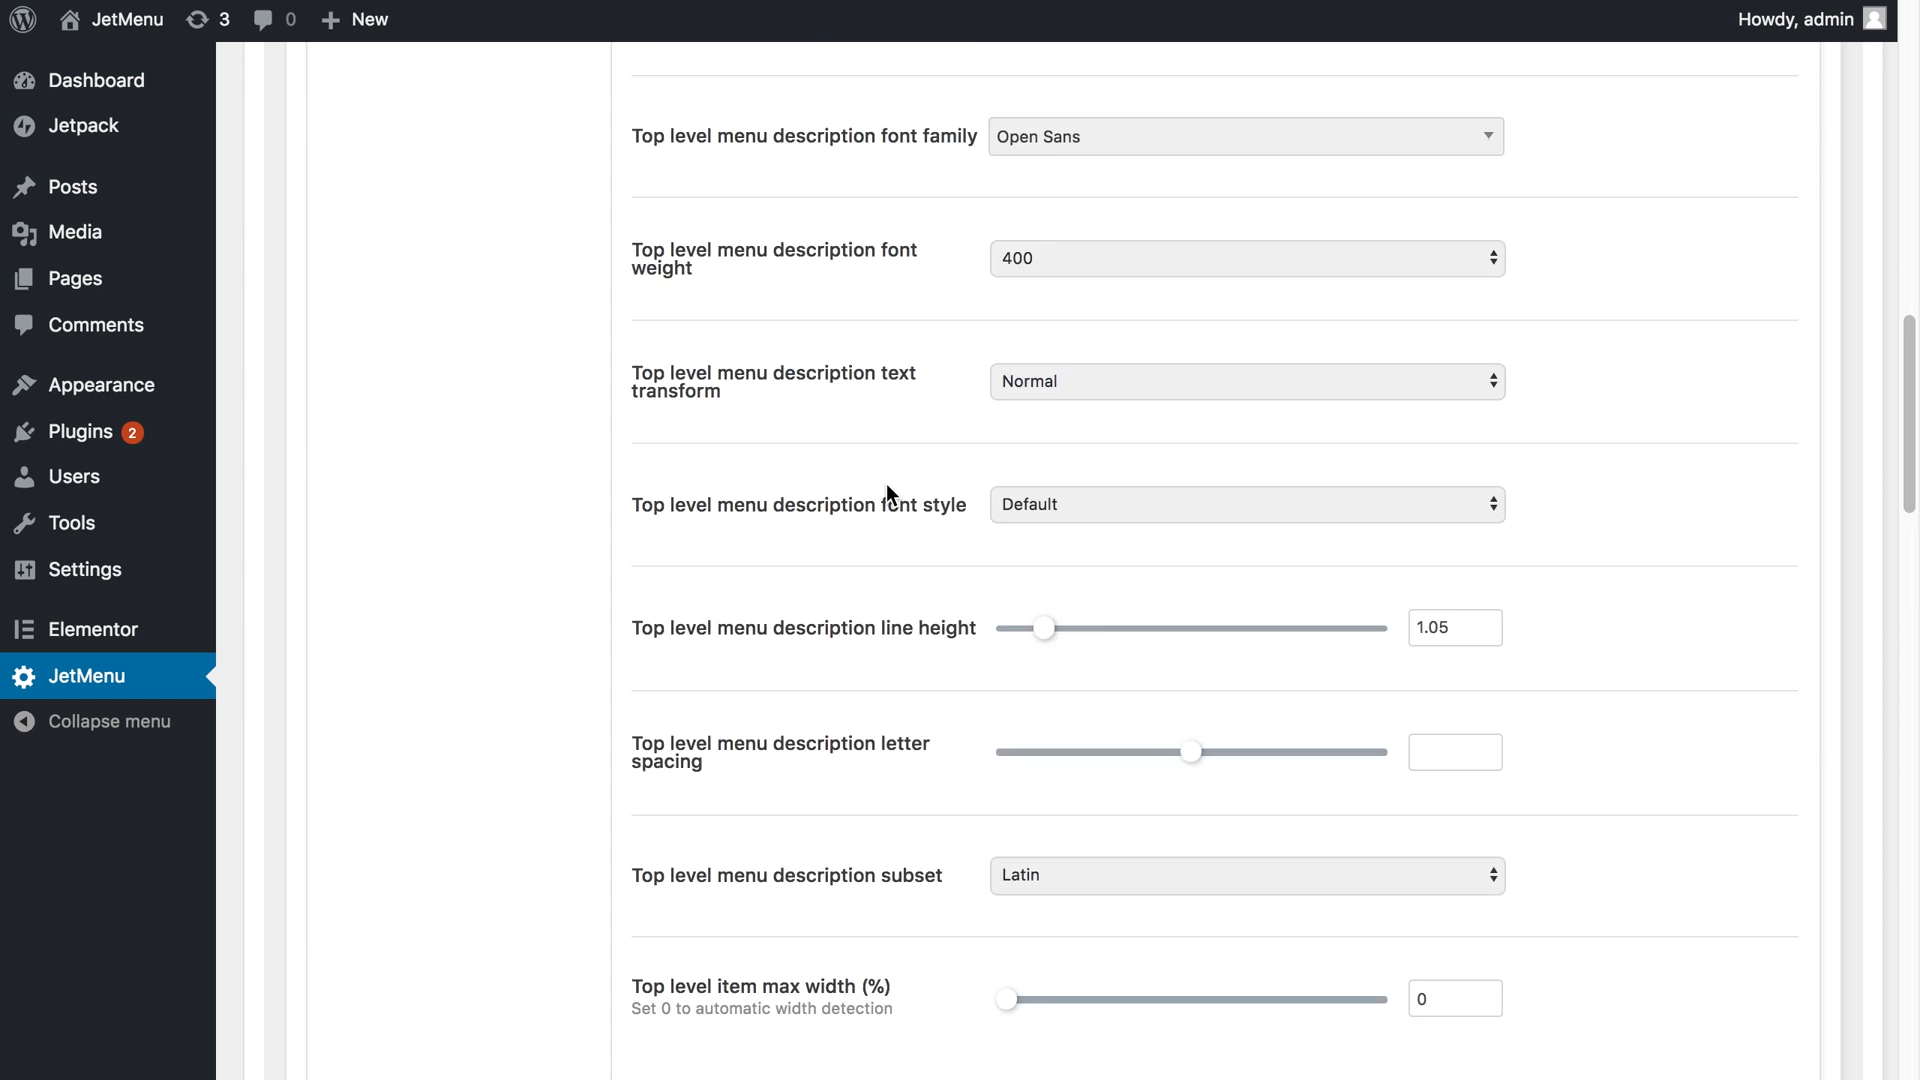 JetMenu 3 0 New Howdy, admin
Dashboard
Jetpack
Posts
Media
Pages
Comments
Appearance
Plugins 2
Users
Tools
Settings
Elementor
JetMenu
Collapse menu
Top level menu description font family Open Sans
Top level menu description font
weight
400
Top level menu description text
transform
Normal
Top level menu description font style Default
Top level menu description line height 1.05
Top level menu description letter
spacing
Top level menu description subset Latin
Top level item max width (%)
Set 0 to automatic width detection
0